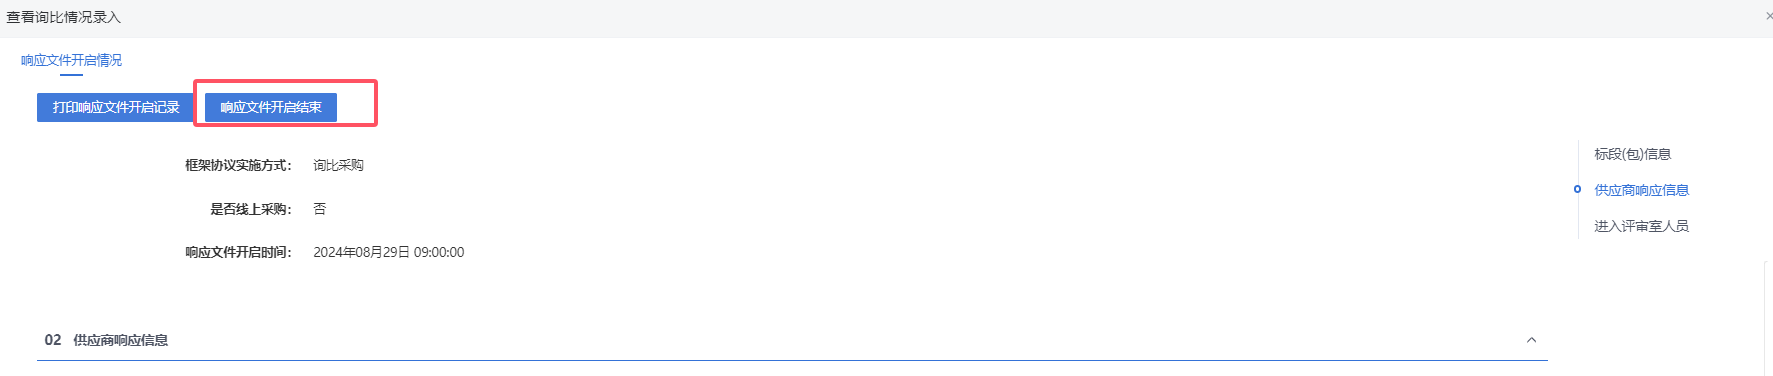 查看询比情况录入
响应文件开启情况
打印响应文件开启记录 响应文件开启结束
框架协议实施方式： 询比采购
是否线上采购： 否
响应文件开启时间： 2024年08月29日 09:00:00
02 供应商响应信息
标段(包)信息
供应商响应信息
进入评审室人员